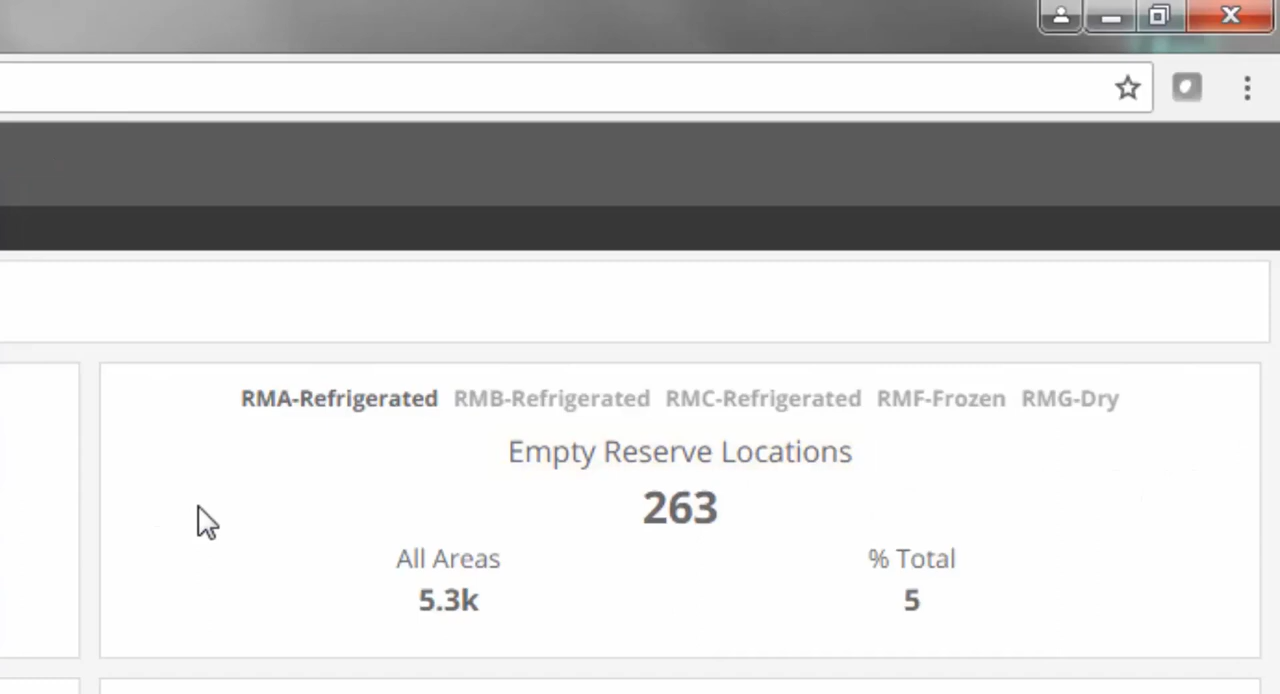 RMA-Refrigerated RMB-Refrigerated RMC-Refrigerated RMF-Frozen RMG-Dry
Empty Reserve Locations
263
All Areas % Total
5.3k 5